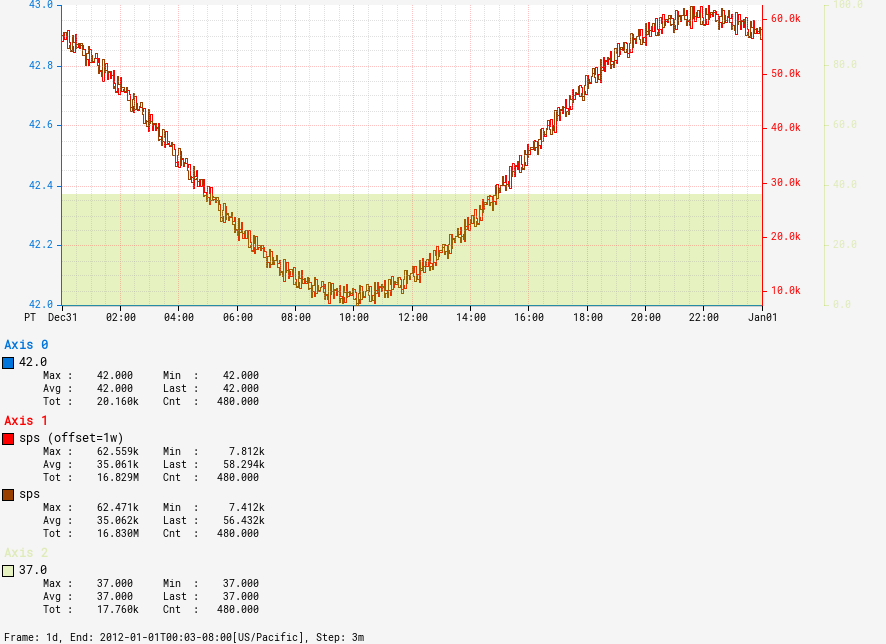 43.0
42.8
42.6
42.4
42.2
42.0
60.0k
50.0k
40.0k
30.0k
20.0k
10.0k
100.0
80.0
60.0
40.0
20.0
0.0
PT Dec31 02:00 04:00 06:00 08:00 10:00 12:00 14:00 16:00 18:00 20:00 22:00 Jan01
Axis 0
42.0
Max : 42.000 Min : 42.000
Avg : 42.000 Last : 42.000
Tot : 20.160k Cnt : 480.000
Axis 1
sps (offset=1w)
Max : 62.559k Min : 7.812k
Avg : 35.061k Last : 58.294k
Tot : 16.829M Cnt : 480.000
sps
Max : 62.471k Min : 7.412k
Avg : 35.062k Last : 56.432k
Tot : 16.830M Cnt : 480.000
Axis 2
37.0
Max : 37.000 Min : 37.000
Avg : 37.000 Last : 37.000
Tot : 17.760k Cnt : 480.000
Frame: 1d, End: 2012-01-01T00:03-08:00[US/Pacific], Step: 3m